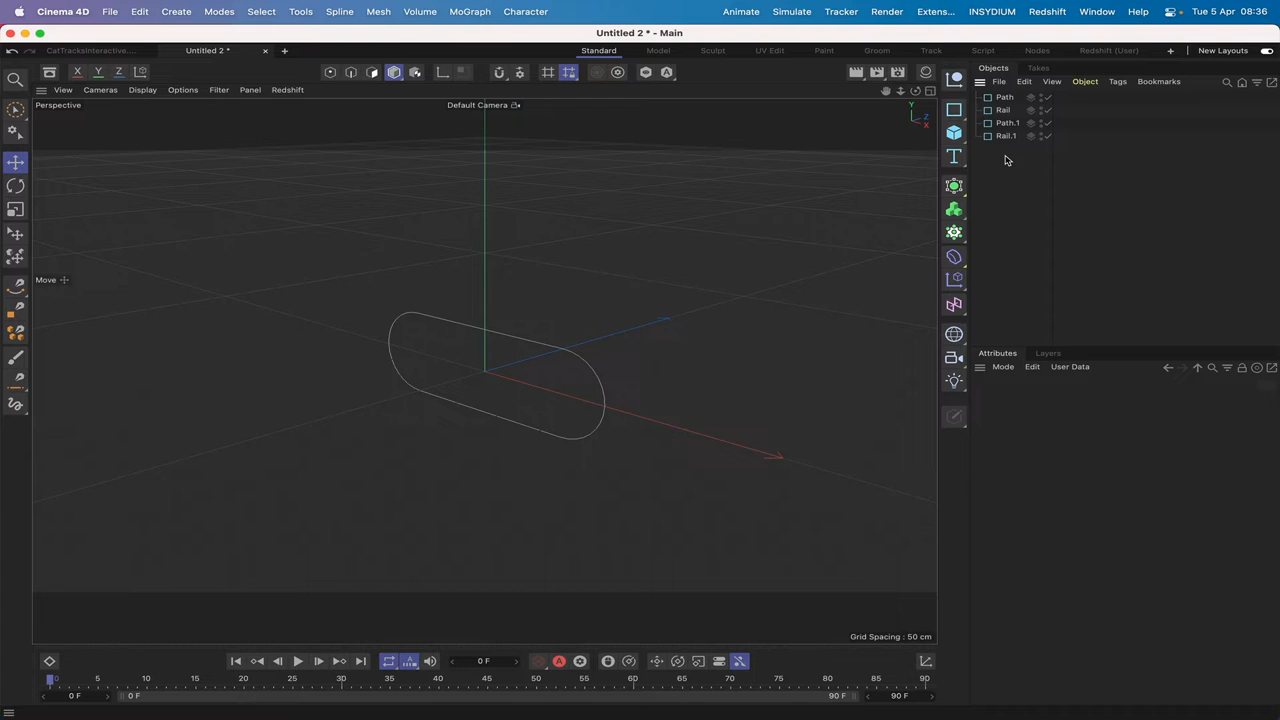 Cinema 4D File Edit Create Modes Select Tools Spline Mesh Volume MoGraph Character Animate Simulate Tracker Render Extens... INSYDIUM Redshift Window Help Tue 5 Apr 08:36
Untitled 2 * - Main
CatTracksInteractive.... Untitled 2 * Standard Model Sculpt UV Edit Paint Groom Track Script Nodes Redshift (User) New Layouts
X Y Z
Objects Takes
View Cameras Display Options Filter Panel Redshift
File Edit View Object Tags Bookmarks
Perspective
Default Camera
Y
Z
X
Path
Rail
Path.1
Rail.1
Move
Attributes Layers
Mode Edit User Data
Grid Spacing : 50 cm
0 F
0 5 10 15 20 25 30 35 40 45 50 55 60 65 70 75 80 85 90
0 F 0 F 90 F 90 F